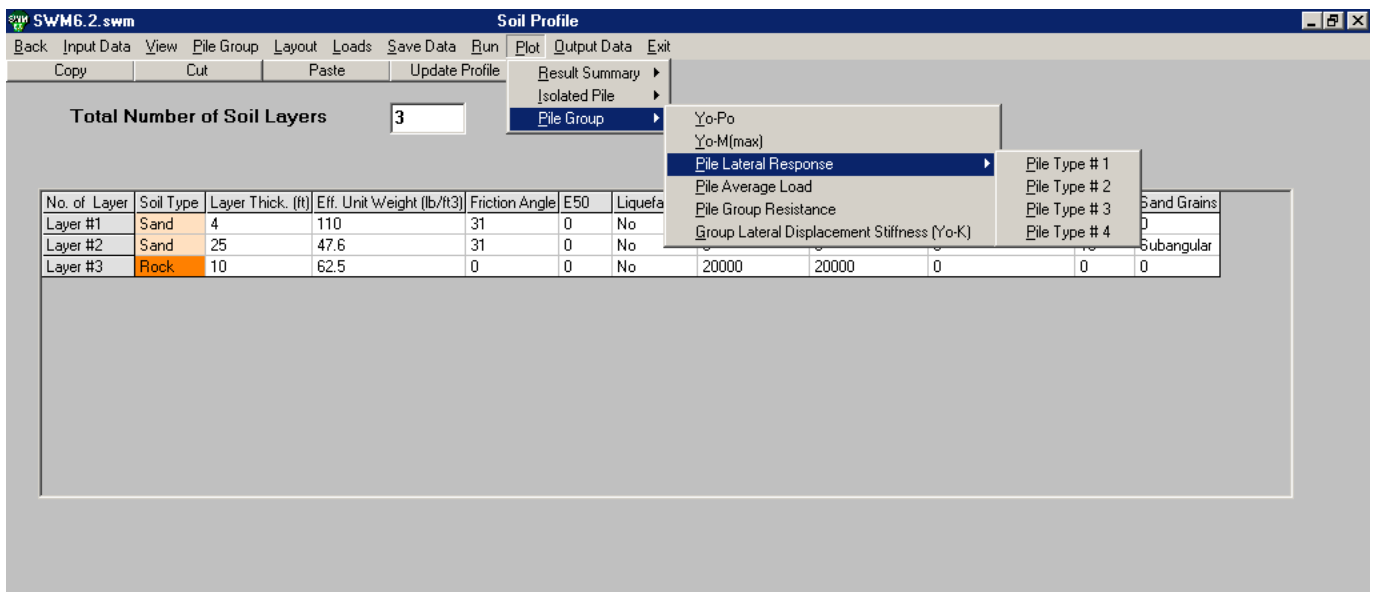 SWM6.2.swm Soil Profile
Back Input Data View Pile Group Layout Loads Save Data Run Plot Output Data Exit
Copy Cut Paste Update Profile
Result Summary
Isolated Pile
Pile Group
Total Number of Soil Layers 3
Yo-Po
Yo-M(max)
Pile Lateral Response
Pile Average Load
Pile Group Resistance
Group Lateral Displacement Stiffness (Yo-K)
Pile Type # 1
Pile Type # 2
Pile Type # 3
Pile Type # 4
No. of Layer Soil Type Layer Thick. (ft) Eff. Unit Weight (lb/ft3) Friction Angle E50 Liquefa Sand Grains
Layer #1 Sand 4 110 31 0 No 0
Layer #2 Sand 25 47.6 31 0 No Subangular
Layer #3 Rock 10 62.5 0 0 No 20000 20000 0 0 0